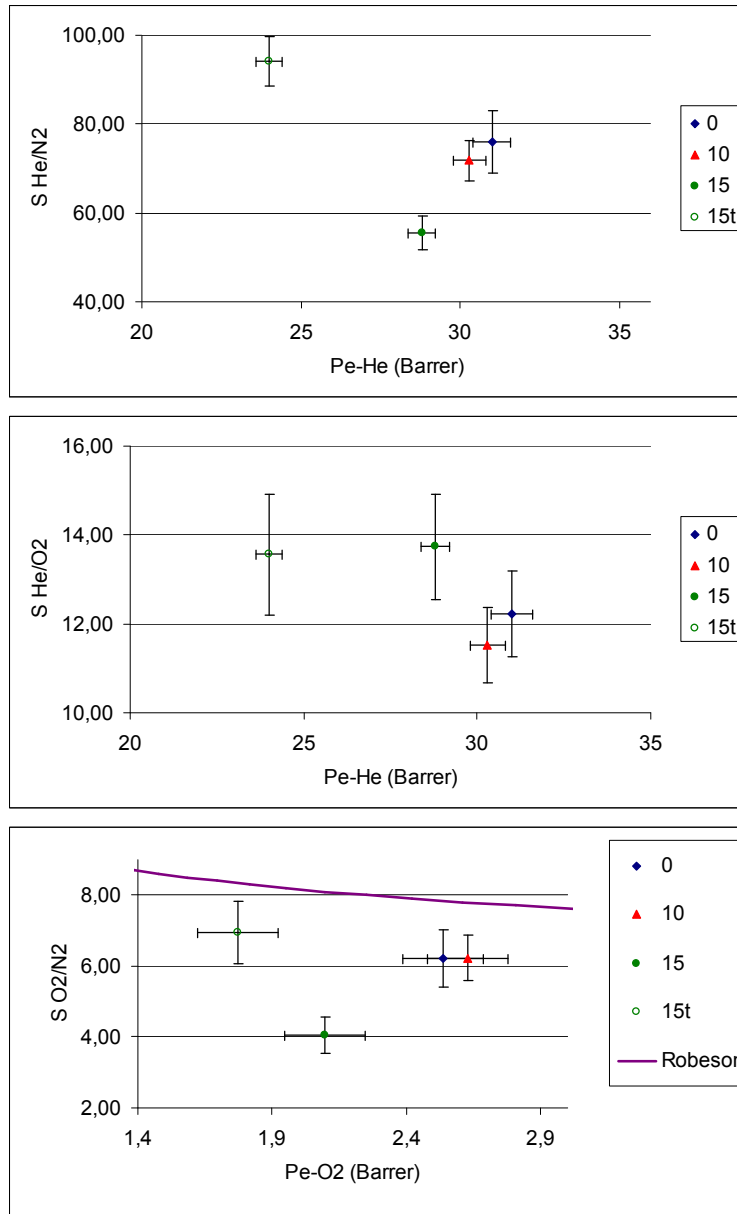 100,00
80,00
60,00
40,00
S He/N2
20 25 30 35
Pe-He (Barrer)
0
10
15
15t
16,00
14,00
12,00
10,00
S He/O2
20 25 30 35
Pe-He (Barrer)
0
10
15
15t
8,00
6,00
4,00
2,00
S O2/N2
1,4 1,9 2,4 2,9
Pe-O2 (Barrer)
0
10
15
15t
Robeson